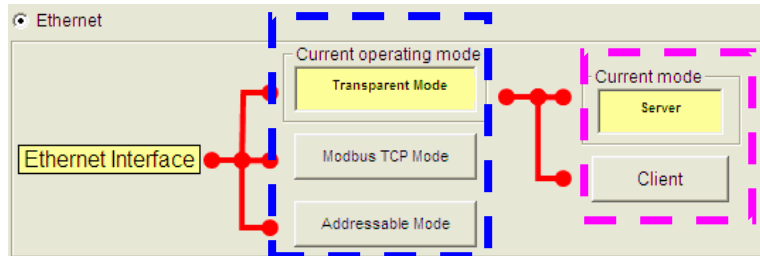 Ethernet
Current operating mode
Transparent Mode
Current mode
Server
Ethernet Interface
Modbus TCP Mode
Client
Addressable Mode